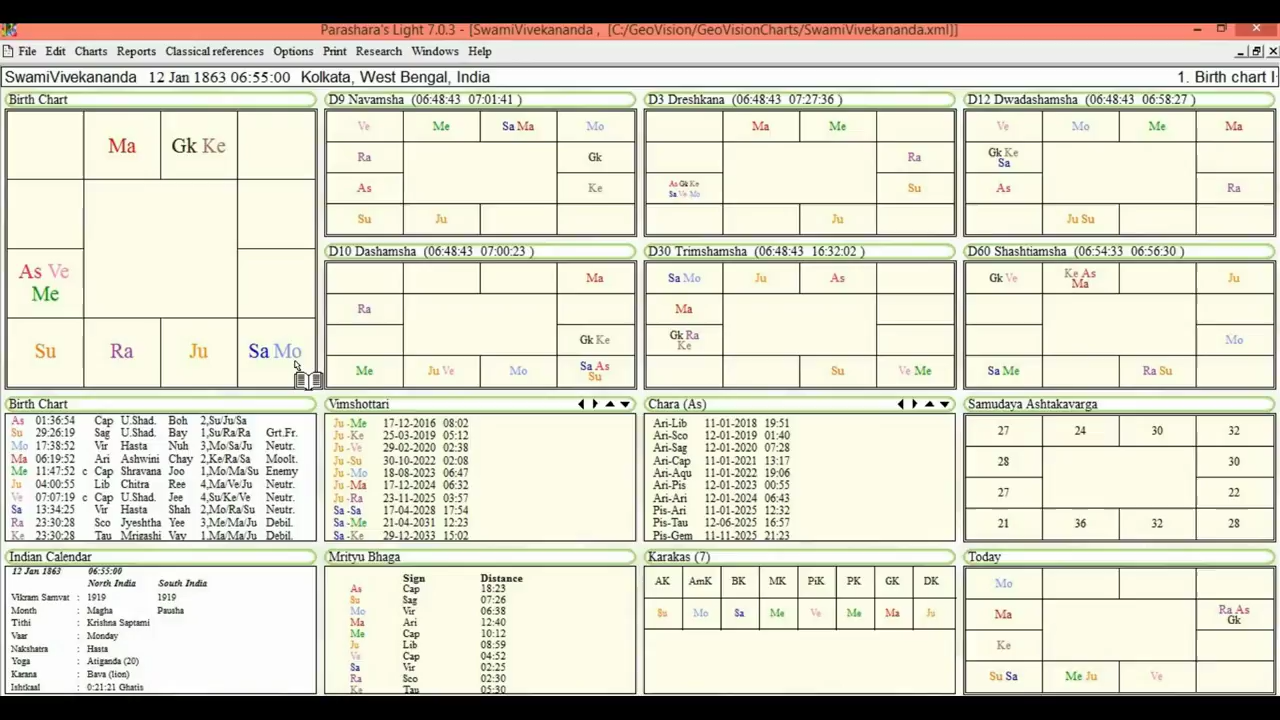 Parashara's Light 7.0.3 - [SwamiVivekananda , [C:/GeoVision/GeoVisionCharts/SwamiVivekananda.xml)]
File Edit Charts Reports Classical references Options Print Research Windows Help
SwamiVivekananda 12 Jan 1863 06:55:00 Kolkata, West Bengal, India 1. Birth chart I
Birth Chart
Ma Gk Ke
As Ve
Me
Su Ra Ju Sa Mo
D9 Navamsha (06:48:43 07:01:41 )
Ve Me Sa Ma Mo
Ra Gk
As Ke
Su Ju
D3 Dreshkana (06:48:43 07:27:36 )
Ma Me
Ra
As Gk Ke
Sa Ve Mo
Su
Ju
D12 Dwadashamsha (06:48:43 06:58:27 )
Ve Mo Me Ma
Gk Ke
Sa
As Ra
Ju Su
D10 Dashamsha (06:48:43 07:00:23 )
Ma
Ra
Gk Ke
Me Ju Ve Mo Sa As
Su
D30 Trimshamsha (06:48:43 16:32:02 )
Sa Mo Ju As
Ma
Gk Ra
Ke
Su Ve Me
D60 Shashtiamsha (06:54:33 06:56:30 )
Gk Ve Ke As
Ma
Ju
Mo
Sa Me Ra Su
Birth Chart
As 01:36:54 Cap U.Shad. Boh 2,Su/Ju/Sa
Su 29:26:19 Sag U.Shad. Bay 1,Su/Ra/Ra Grt.Fr.
Mo 17:38:52 Vir Hasta Nuh 3,Mo/Sa/Ju Neutr.
Ma 06:19:52 Ari Ashwini Chay 2,Ke/Ra/Sa Moolt.
Me 11:47:52 c Cap Shravana Joo 1,Mo/Ma/Su Enemy
Ju 04:00:55 Lib Chitra Ree 4,Ma/Ve/Ju Neutr.
Ve 07:07:19 c Cap U.Shad. Jee 4,Su/Ke/Ve Neutr.
Sa 13:34:25 Vir Hasta Shah 2,Mo/Ra/Su Neutr.
Ra 23:30:28 Sco Jyeshtha Yee 3,Me/Ma/Ju Debil.
Ke 23:30:28 Tau Mrigashi Vay 1,Ma/Ma/Ju Debil.
Vimshottari
Ju -Me 17-12-2016 08:02
Ju -Ke 25-03-2019 05:12
Ju -Ve 29-02-2020 02:38
Ju -Su 30-10-2022 02:08
Ju -Mo 18-08-2023 06:47
Ju -Ma 17-12-2024 06:32
Ju -Ra 23-11-2025 03:57
Sa -Sa 17-04-2028 17:54
Sa -Me 21-04-2031 12:23
Sa -Ke 29-12-2033 15:02
Chara (As)
Ari-Lib 11-01-2018 19:51
Ari-Sco 12-01-2019 01:40
Ari-Sag 12-01-2020 07:28
Ari-Cap 11-01-2021 13:17
Ari-Aqu 11-01-2022 19:06
Ari-Pis 12-01-2023 00:55
Ari-Ari 12-01-2024 06:43
Pis-Ari 11-01-2025 12:32
Pis-Tau 12-06-2025 16:57
Pis-Gem 11-11-2025 21:23
Samudaya Ashtakavarga
27 24 30 32
28 30
27 22
21 36 32 28
Indian Calendar
12 Jan 1863 06:55:00
North India South India
Vikram Samvat : 1919 1919
Month : Magha Pausha
Tithi : Krishna Saptami
Vaar : Monday
Nakshatra : Hasta
Yoga : Atiganda (20)
Karana : Bava (lion)
Ishtkaal : 0:21:21 Ghatis
Mrityu Bhaga
Sign Distance
As Cap 18:23
Su Sag 07:26
Mo Vir 06:38
Ma Ari 12:40
Me Cap 10:12
Ju Lib 08:59
Ve Cap 04:52
Sa Vir 02:25
Ra Sco 02:30
Ke Tau 05:30
Karakas (7)
AK AmK BK MK PiK PK GK DK
Su Mo Sa Me Ve Me Ma Ju
Today
Mo
Ma Ra As
Gk
Ke
Su Sa Me Ju Ve